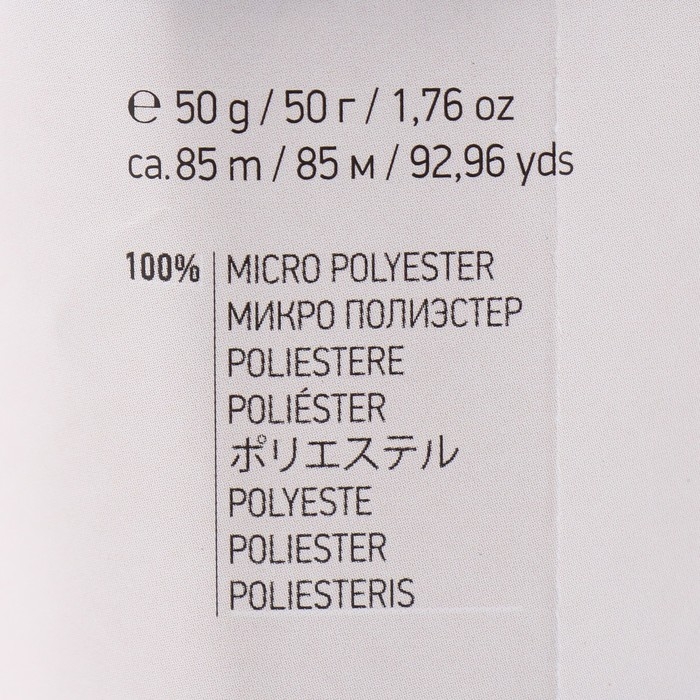 ℮ 50 g / 50 г / 1,76 oz
ca. 85 m / 85 м / 92,96 yds
100% MICRO POLYESTER
МИКРО ПОЛИЭСТЕР
POLIESTERE
POLIÉSTER
ポリエステル
POLYESTE
POLIESTER
POLIESTERIS